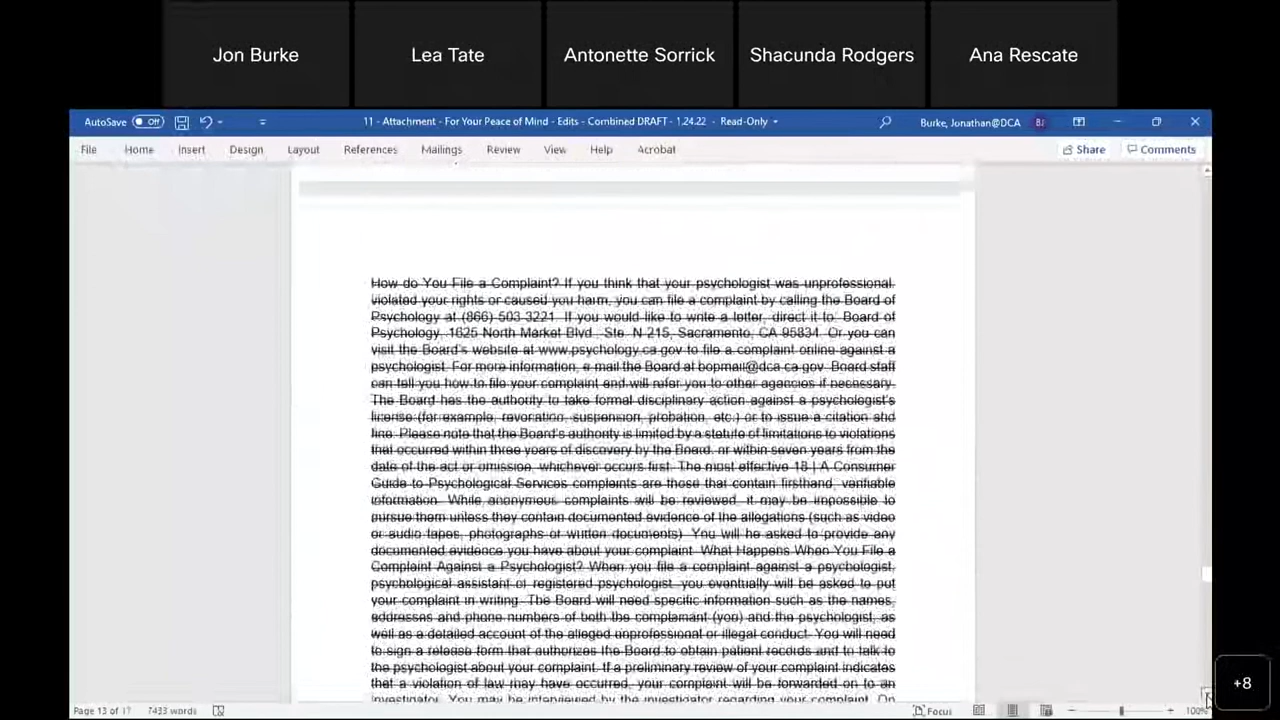 Jon Burke
Lea Tate
Antonette Sorrick
Shacunda Rodgers
Ana Rescate
AutoSave Off
11 - Attachment - For Your Peace of Mind - Edits - Combined DRAFT - 1.24.22 - Read-Only
Burke, Jonathan@DCA BJ
File Home Insert Design Layout References Mailings Review View Help Acrobat
Share Comments
How do You File a Complaint? If you think that your psychologist was unprofessional,
violated your rights or caused you harm, you can file a complaint by calling the Board of
Psychology at (866) 503-3221. If you would like to write a letter, direct it to: Board of
Psychology, 1625 North Market Blvd., Ste. N-215, Sacramento, CA 95834. Or you can
visit the Board's website at www.psychology.ca.gov to file a complaint online against a
psychologist. For more information, e-mail the Board at bopmail@dca.ca.gov. Board staff
can tell you how to file your complaint and will refer you to other agencies if necessary.
The Board has the authority to take formal disciplinary action against a psychologist's
license (for example, revocation, suspension, probation, etc.) or to issue a citation and
fine. Please note that the Board's authority is limited by a statute of limitations to violations
that occurred within three years of discovery by the Board, or within seven years from the
date of the act or omission, whichever occurs first. The most effective 18 | A Consumer
Guide to Psychological Services complaints are those that contain firsthand, verifiable
information. While anonymous complaints will be reviewed, it may be impossible to
pursue them unless they contain documented evidence of the allegations (such as video
or audio tapes, photographs or written documents). You will be asked to provide any
documented evidence you have about your complaint. What Happens When You File a
Complaint Against a Psychologist? When you file a complaint against a psychologist,
psychological assistant or registered psychologist, you eventually will be asked to put
your complaint in writing. The Board will need specific information such as the names,
addresses and phone numbers of both the complainant (you) and the psychologist, as
well as a detailed account of the alleged unprofessional or illegal conduct. You will need
to sign a release form that authorizes the Board to obtain patient records and to talk to
the psychologist about your complaint. If a preliminary review of your complaint indicates
that a violation of law may have occurred, your complaint will be forwarded on to an
investigator. You may be interviewed by the investigator regarding your complaint. On
Page 13 of 17 7433 words
Focus
100%
+8